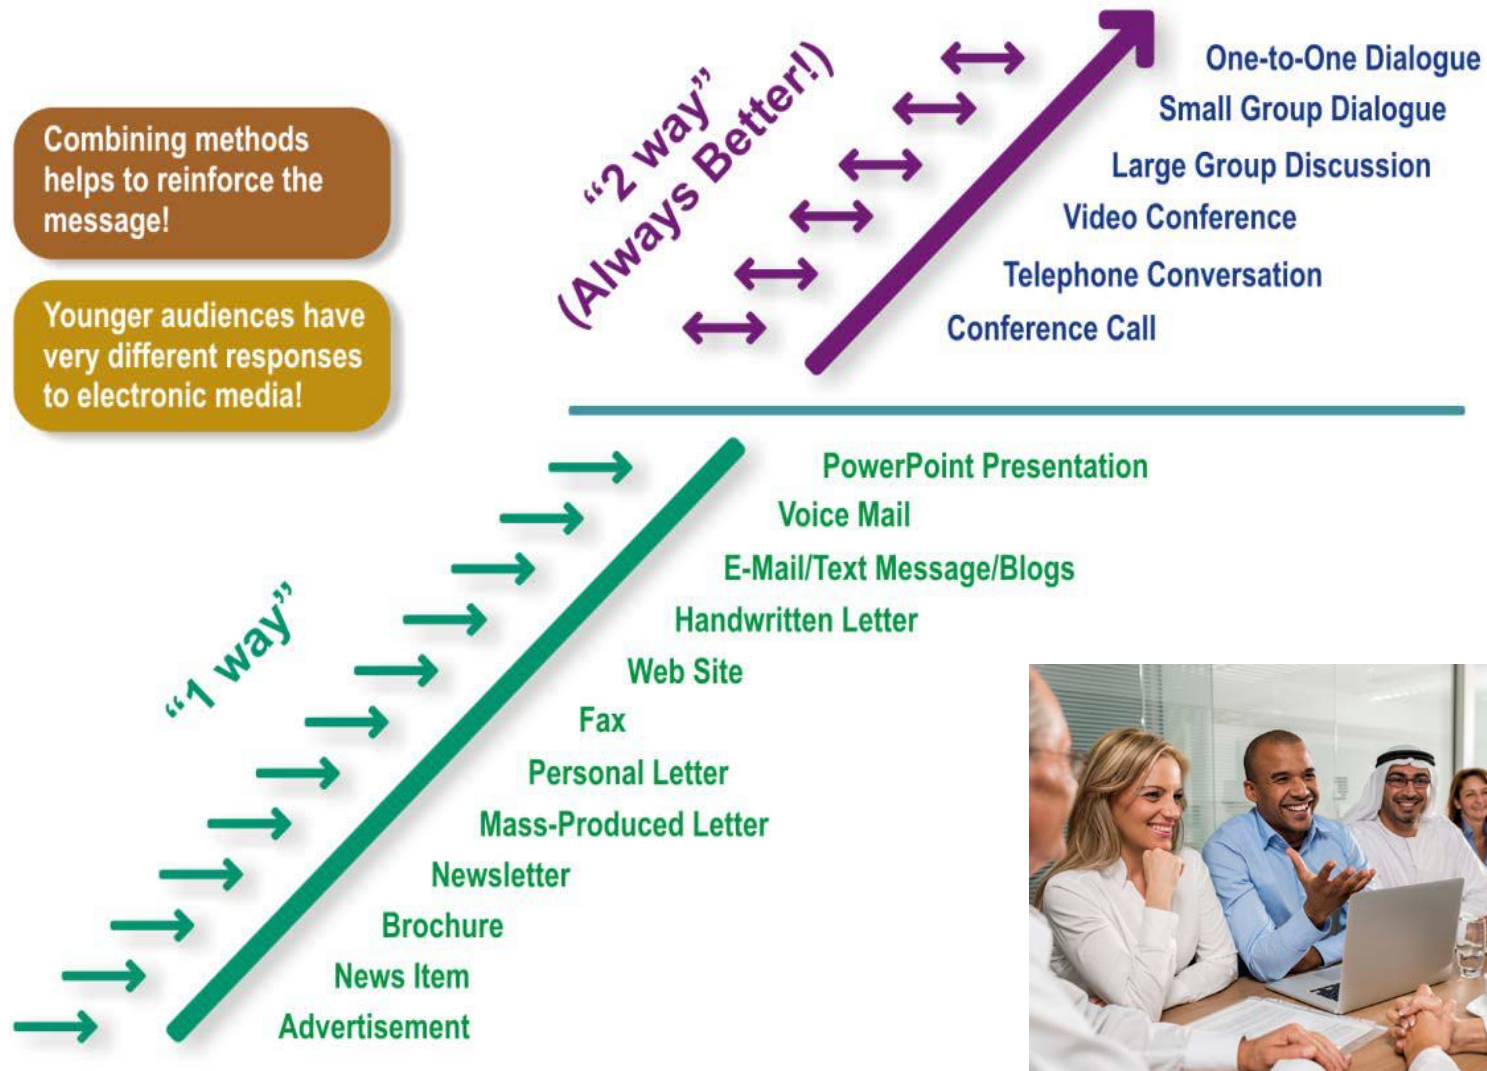 Combining methods
helps to reinforce the
message!
Younger audiences have
very different responses
to electronic media!
“2 way”
(Always Better!)
One-to-One Dialogue
Small Group Dialogue
Large Group Discussion
Video Conference
Telephone Conversation
Conference Call
“1 way”
PowerPoint Presentation
Voice Mail
E-Mail/Text Message/Blogs
Handwritten Letter
Web Site
Fax
Personal Letter
Mass-Produced Letter
Newsletter
Brochure
News Item
Advertisement